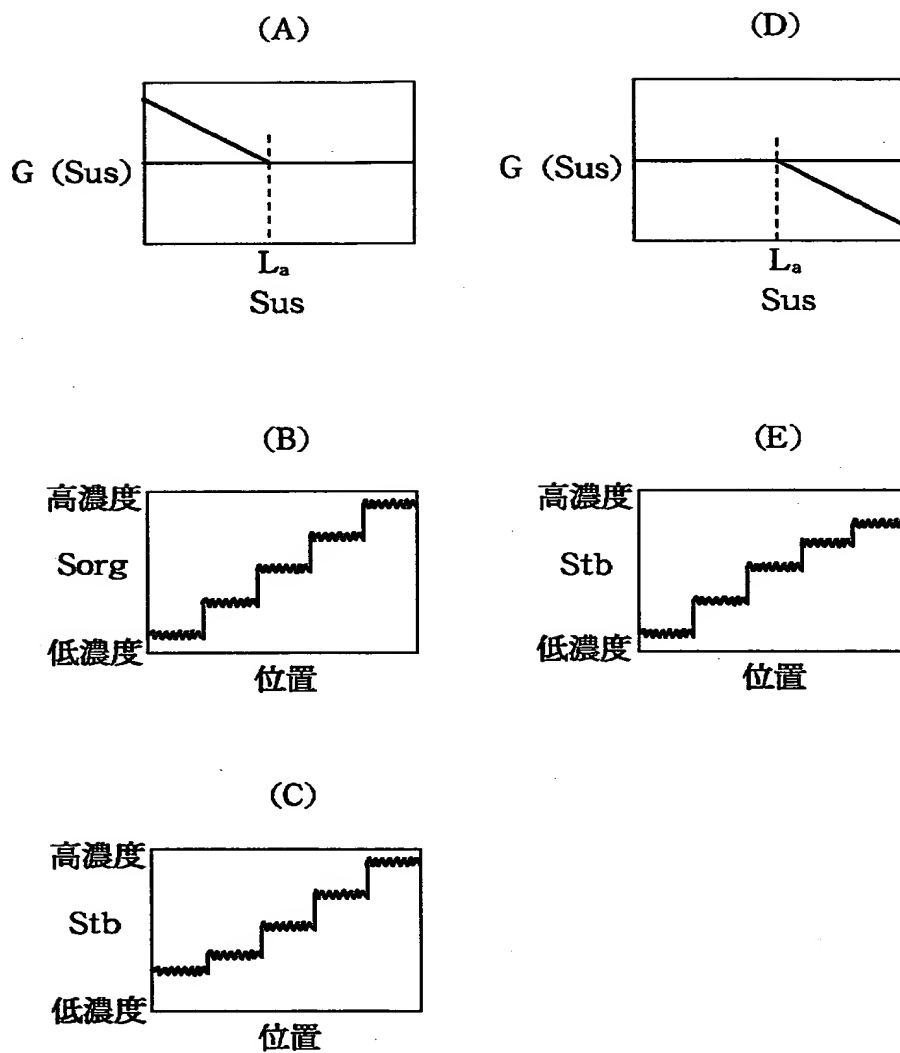 (A)
G (Sus)
La
Sus
(D)
G (Sus)
La
Sus
(B)
高濃度
Sorg
低濃度
位置
(E)
高濃度
Stb
低濃度
位置
(C)
高濃度
Stb
低濃度
位置